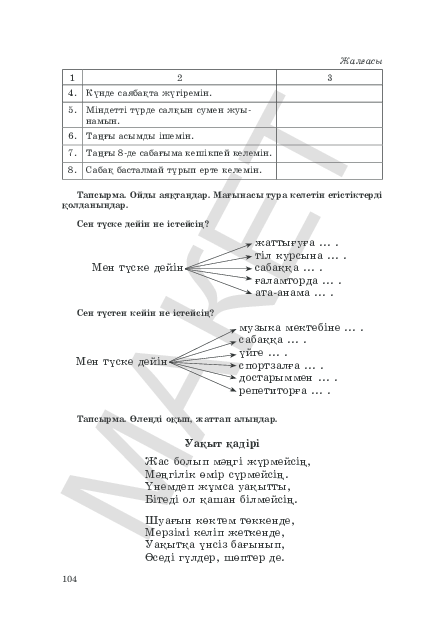 Жалғасы
1 2 3
4. Күнде саябақта жүгіремін.
5. Міндетті түрде салқын сумен жуы-
намын.
6. Таңғы асымды ішемін.
7. Таңғы 8-де сабағыма кешікпей келемін.
8. Сабақ басталмай тұрып ерте келемін.
Тапсырма. Ойды аяқтаңдар. Мағынасы тура келетін етістіктерді
қолданыңдар.
Сен түске дейін не істейсің?
Мен түске дейін
жаттығуға ... .
тіл курсына ... .
сабаққа ... .
ғаламторда ... .
ата-анама ... .
Сен түстен кейін не істейсің?
Мен түске дейін
музыка мектебіне ... .
сабаққа ... .
үйге ... .
спортзалға ... .
достарыммен ... .
репетиторға ... .
Тапсырма. Өлеңді оқып, жаттап алыңдар.
Уақыт қадірі
Жас болып мәңгі жүрмейсің,
Мәңгілік өмір сүрмейсің.
Үнемдеп жұмса уақытты,
Бітеді ол қашан білмейсің.
Шуағын көктем төккенде,
Мерзімі келіп жеткенде,
Уақытқа үнсіз бағынып,
Өседі гүлдер, шөптер де.
104
МАКЕТ